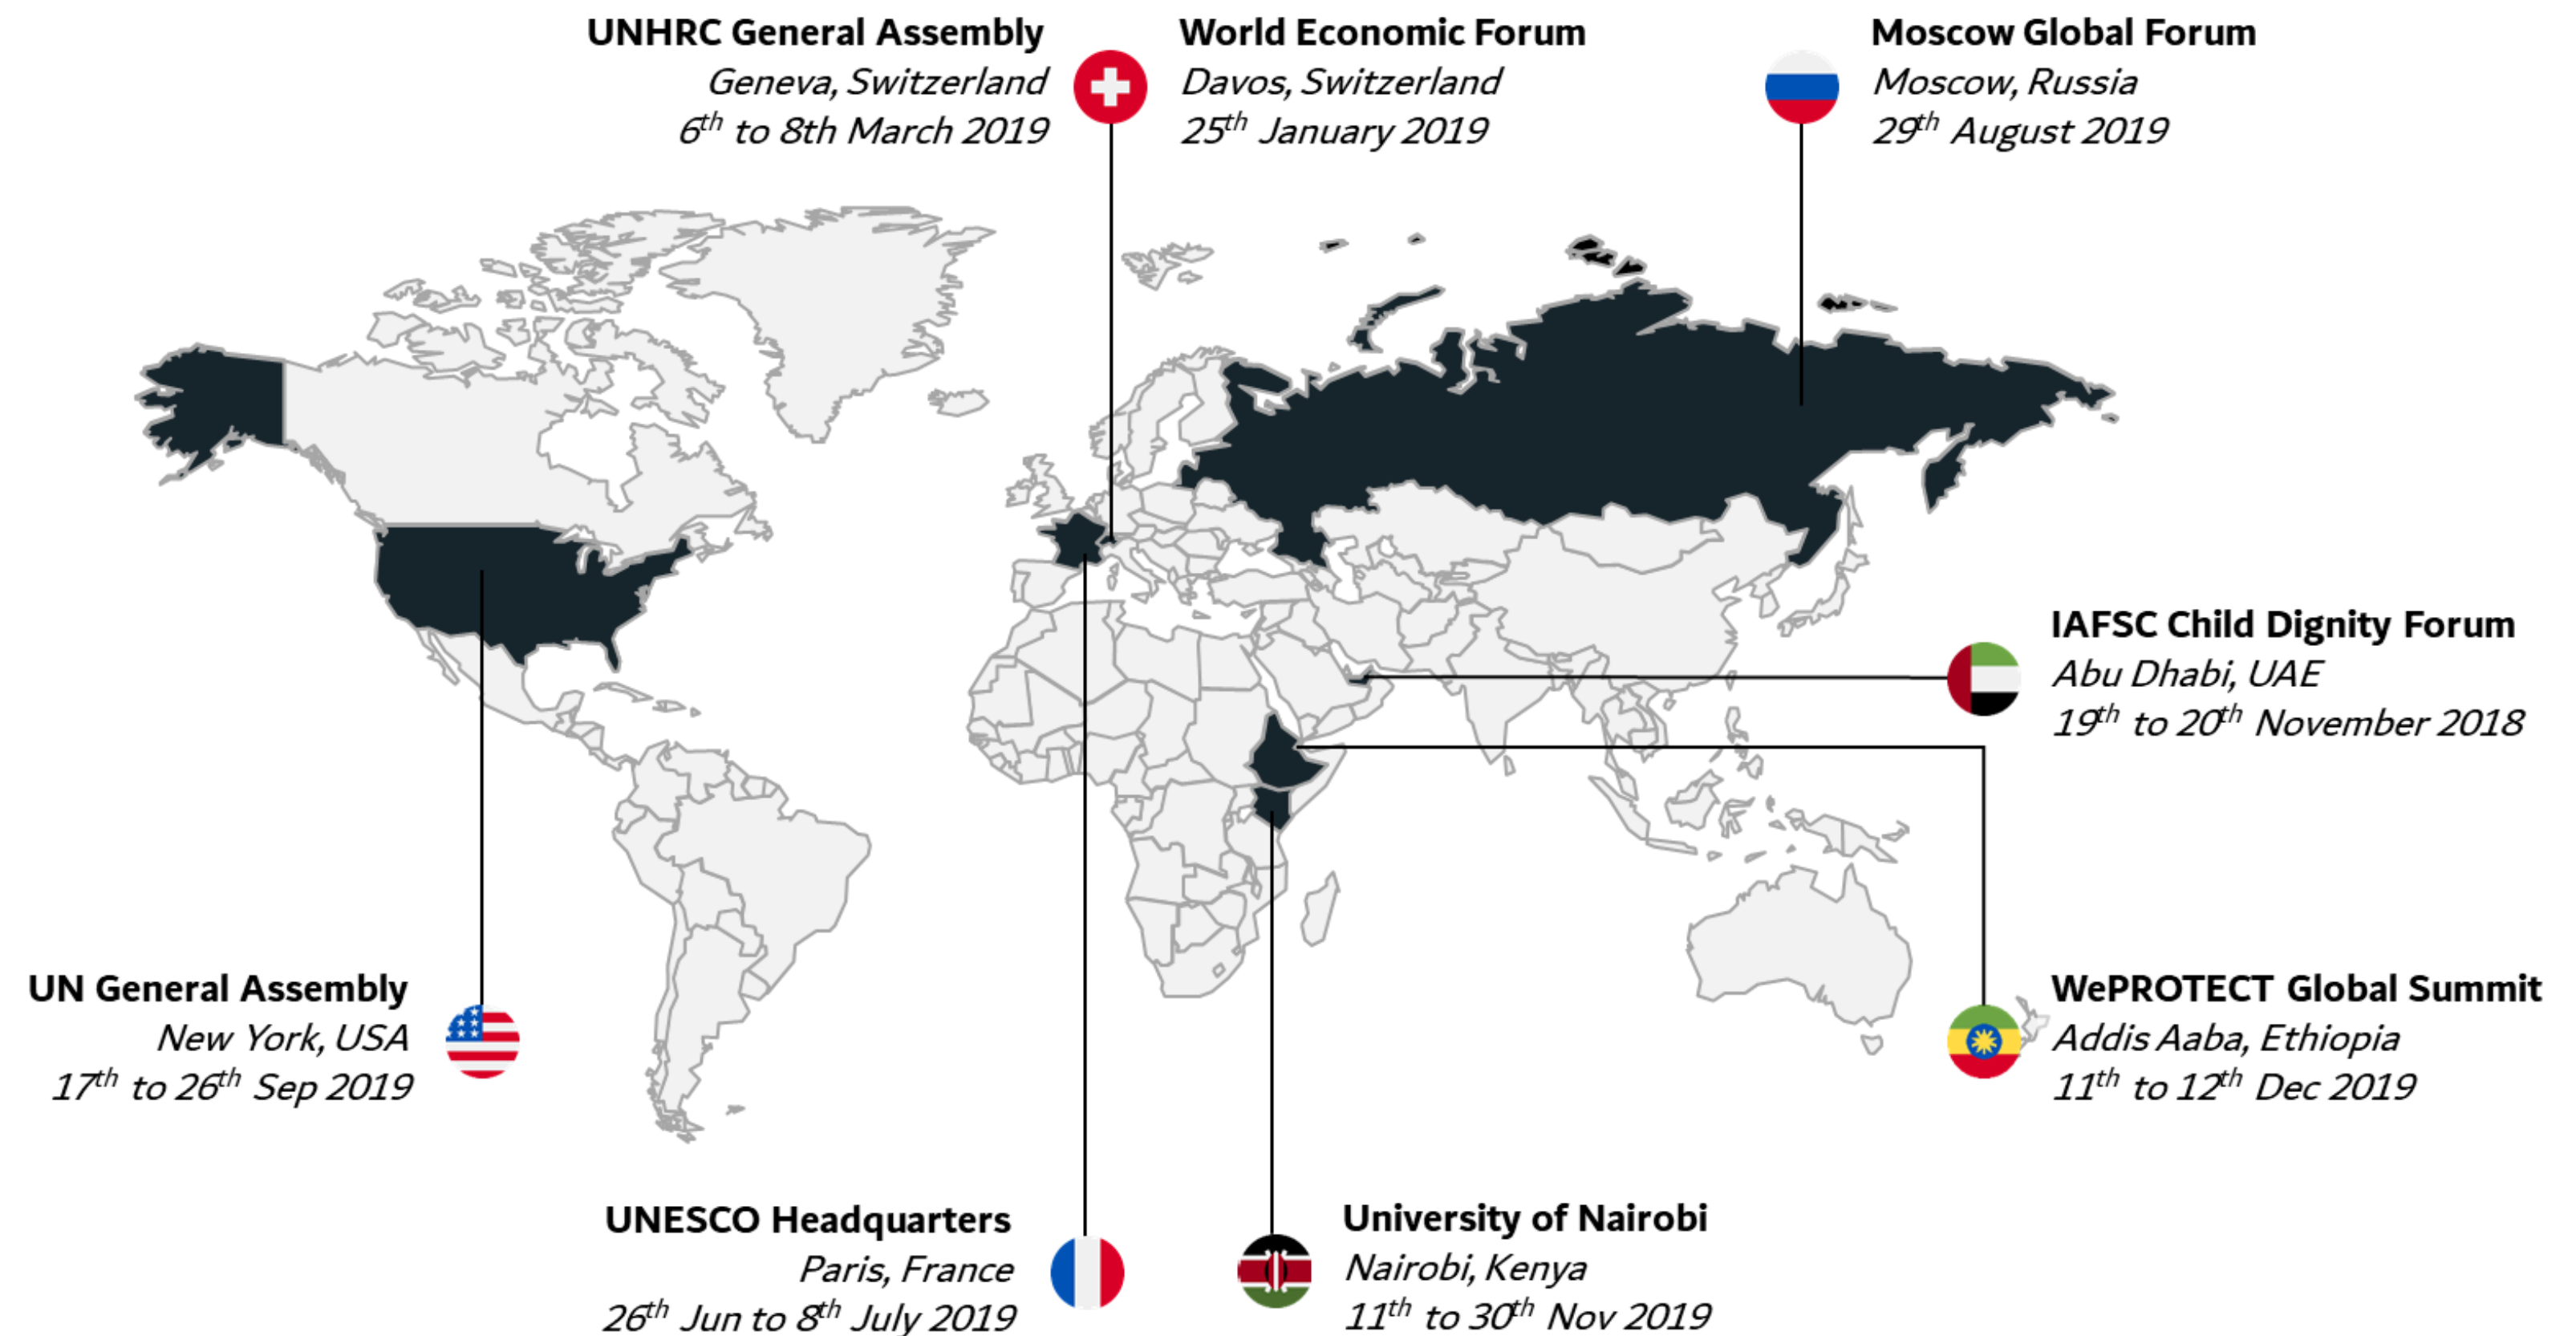 UNHRC General Assembly
Geneva, Switzerland
6th to 8th March 2019
World Economic Forum
Davos, Switzerland
25th January 2019
Moscow Global Forum
Moscow, Russia
29th August 2019
IAFSC Child Dignity Forum
Abu Dhabi, UAE
19th to 20th November 2018
UN General Assembly
New York, USA
17th to 26th Sep 2019
WePROTECT Global Summit
Addis Aaba, Ethiopia
11th to 12th Dec 2019
UNESCO Headquarters
Paris, France
26th Jun to 8th July 2019
University of Nairobi
Nairobi, Kenya
11th to 30th Nov 2019